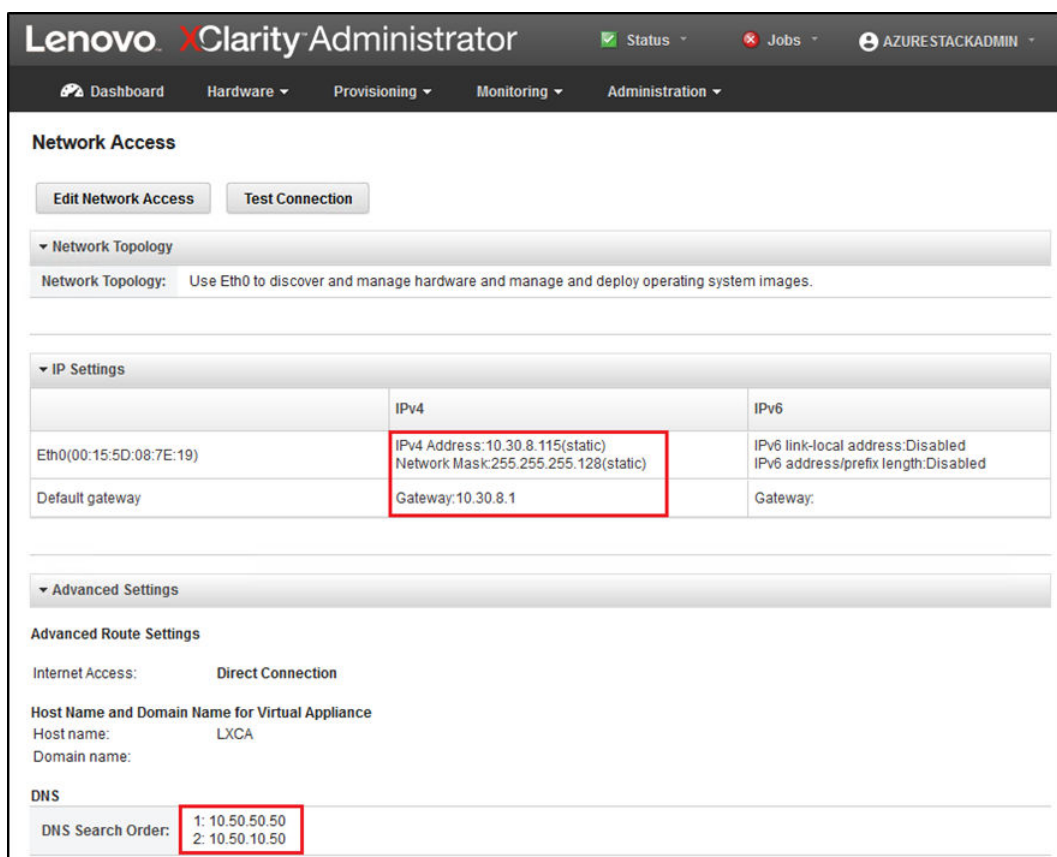 Lenovo XClarity Administrator Status Jobs AZURESTACKADMIN
Dashboard Hardware Provisioning Monitoring Administration
Network Access
Edit Network Access Test Connection
Network Topology
Network Topology: Use Eth0 to discover and manage hardware and manage and deploy operating system images.
IP Settings
IPv4 IPv6
Eth0(00:15:5D:08:7E:19) IPv4 Address:10.30.8.115(static) IPv6 link-local address:Disabled
Network Mask:255.255.255.128(static) IPv6 address/prefix length:Disabled
Default gateway Gateway:10.30.8.1 Gateway:
Advanced Settings
Advanced Route Settings
Internet Access: Direct Connection
Host Name and Domain Name for Virtual Appliance
Host name: LXCA
Domain name:
DNS
DNS Search Order: 1: 10.50.50.50
2: 10.50.10.50